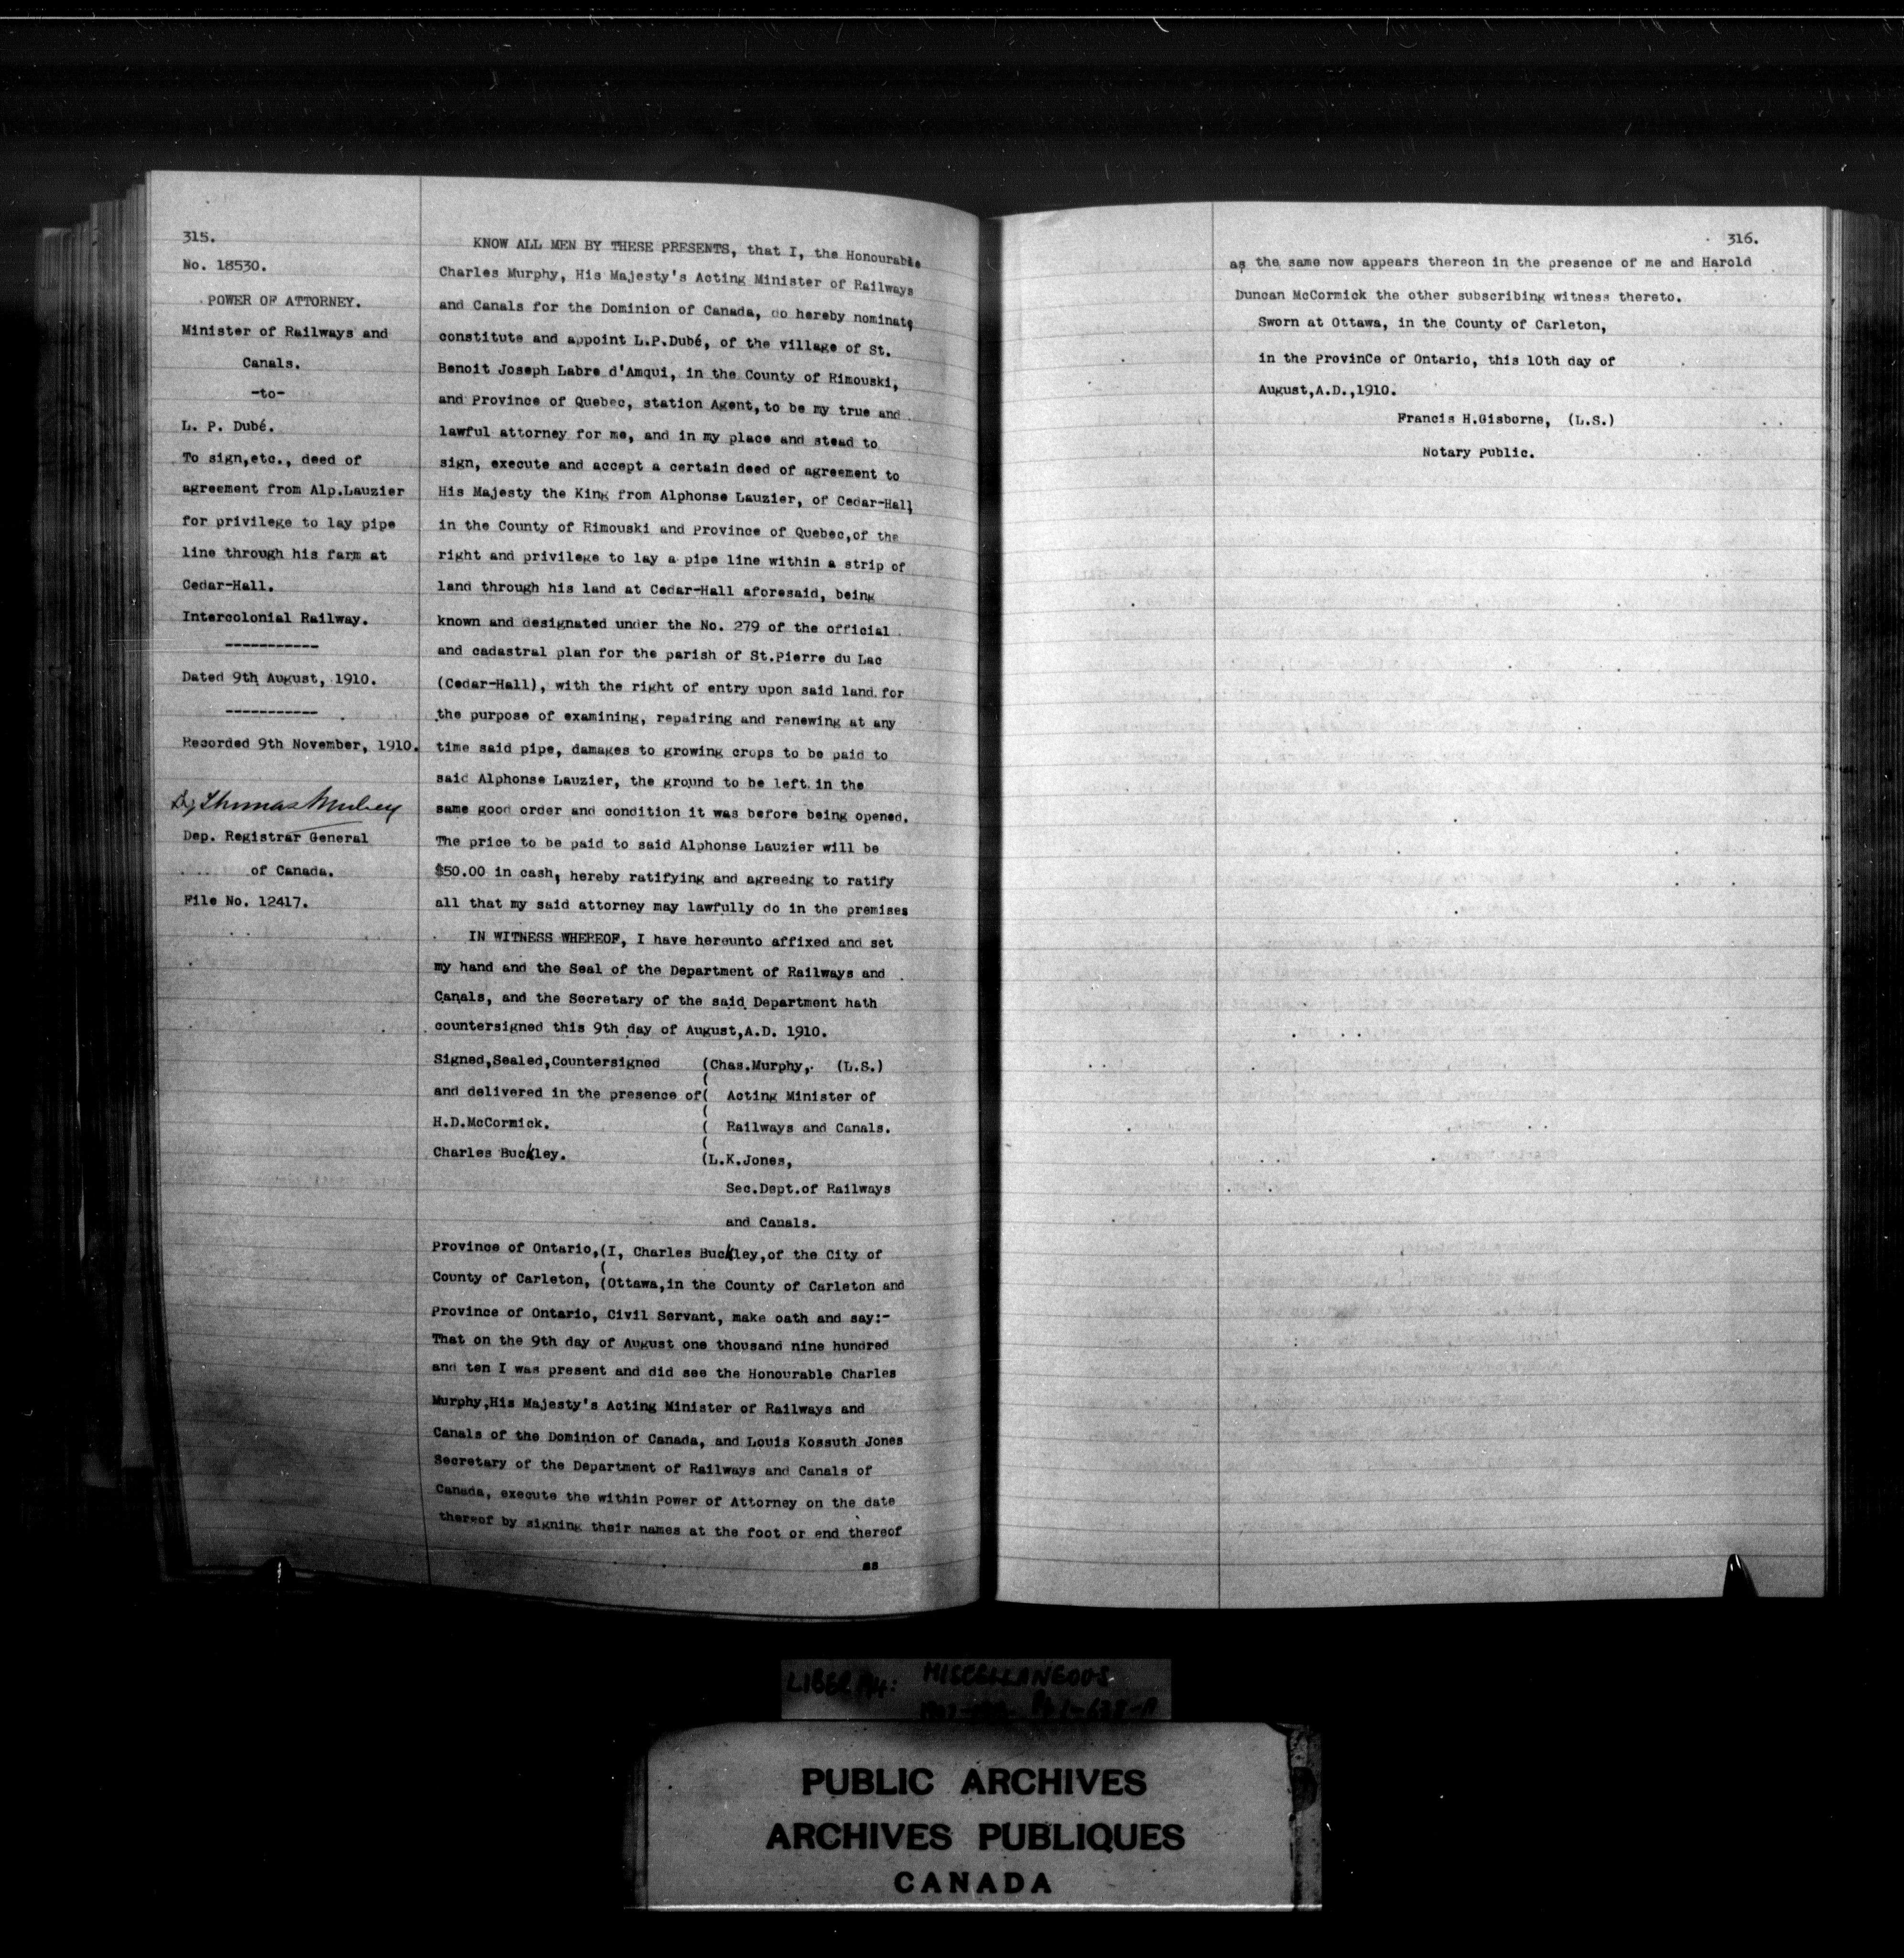 315.
No. 18530.
POWER OF ATTORNEY.
Minister of Railways and
Canals.
-to-
L. P. Dubé.
To sign,etc., deed of
agreement from Alp.Lauzier
for privilege to lay pipe
line through his farm at
Cedar-Hall.
Intercolonial Railway.
-----------
Dated 9th August, 1910.
-----------
Recorded 9th November, 1910.
Thomas Mulvey
Dep. Registrar General
of Canada.
File No. 12417.
KNOW ALL MEN BY THESE PRESENTS, that I, the Honourable
Charles Murphy, His Majesty's Acting Minister of Railways
and Canals for the Dominion of Canada, do hereby nominate
constitute and appoint L.P.Dubé, of the village of St.
Benoit Joseph Labre d'Amqui, in the County of Rimouski,
and Province of Quebec, station Agent, to be my true and
lawful attorney for me, and in my place and stead to
sign, execute and accept a certain deed of agreement to
His Majesty the King from Alphonse Lauzier, of Cedar-Hall
in the County of Rimouski and Province of Quebec,of the
right and privilege to lay a pipe line within a strip of
land through his land at Cedar-Hall aforesaid, being
known and designated under the No. 279 of the official
and cadastral plan for the parish of St.Pierre du Lac
(Cedar-Hall), with the right of entry upon said land for
the purpose of examining, repairing and renewing at any
time said pipe, damages to growing crops to be paid to
said Alphonse Lauzier, the ground to be left in the
same good order and condition it was before being opened.
The price to be paid to said Alphonse Lauzier will be
$50.00 in cash, hereby ratifying and agreeing to ratify
all that my said attorney may lawfully do in the premises
IN WITNESS WHEREOF, I have hereunto affixed and set
my hand and the Seal of the Department of Railways and
Canals, and the Secretary of the said Department hath
countersigned this 9th day of August,A.D. 1910.
Signed,Sealed,Countersigned (Chas.Murphy, (L.S.)
(
and delivered in the presence of( Acting Minister of
(
H.D.McCormick. ( Railways and Canals.
(
Charles Buckley. (L.K.Jones,
Sec.Dept.of Railways
and Canals.
Province of Ontario,(I, Charles Buckley,of the City of
(
County of Carleton, (Ottawa,in the County of Carleton and
Province of Ontario, Civil Servant, make oath and say:-
That on the 9th day of August one thousand nine hundred
and ten I was present and did see the Honourable Charles
Murphy,His Majesty's Acting Minister of Railways and
Canals of the Dominion of Canada, and Louis Kossuth Jones
Secretary of the Department of Railways and Canals of
Canada, execute the within Power of Attorney on the date
thereof by signing their names at the foot or end thereof
as
316.
as the same now appears thereon in the presence of me and Harold
Duncan McCormick the other subscribing witness thereto.
Sworn at Ottawa, in the County of Carleton,
in the ProvinCe of Ontario, this 10th day of
August,A.D.,1910.
Francis H.Gisborne, (L.S.)
Notary Public.
MISCELLANEOUS
PUBLIC ARCHIVES
ARCHIVES PUBLIQUES
CANADA